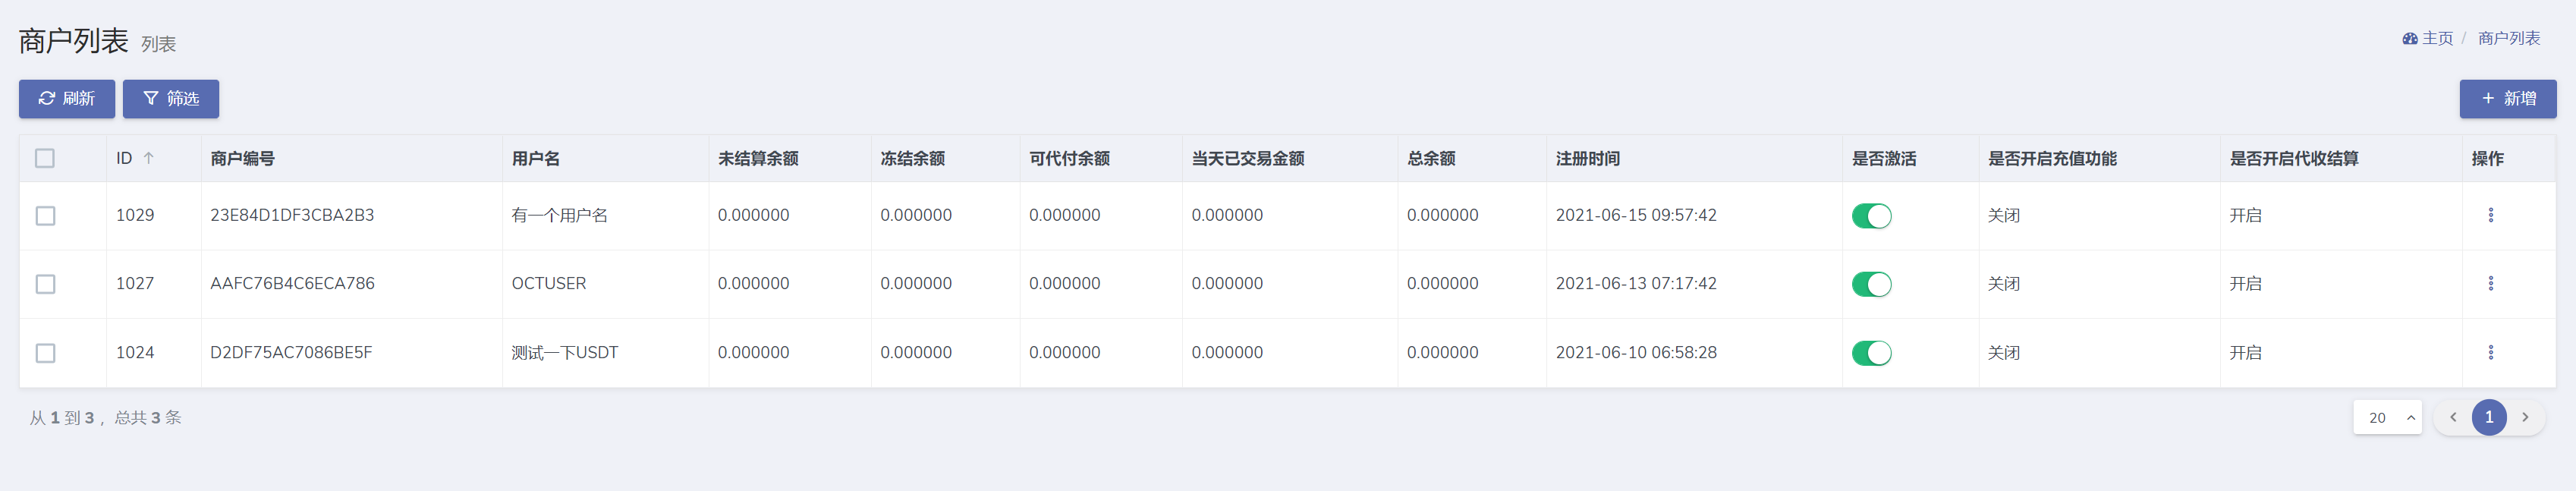 商户列表 列表
主页 / 商户列表
刷新 筛选 新增
ID 商户编号 用户名 未结算余额 冻结余额 可代付余额 当天已交易金额 总余额 注册时间 是否激活 是否开启充值功能 是否开启代收结算 操作
1029 23E84D1DF3CBA2B3 有一个用户名 0.000000 0.000000 0.000000 0.000000 0.000000 2021-06-15 09:57:42 关闭 开启
1027 AAFC76B4C6ECA786 OCTUSER 0.000000 0.000000 0.000000 0.000000 0.000000 2021-06-13 07:17:42 关闭 开启
1024 D2DF75AC7086BE5F 测试一下USDT 0.000000 0.000000 0.000000 0.000000 0.000000 2021-06-10 06:58:28 关闭 开启
从 1 到 3 ，总共 3 条 20 1